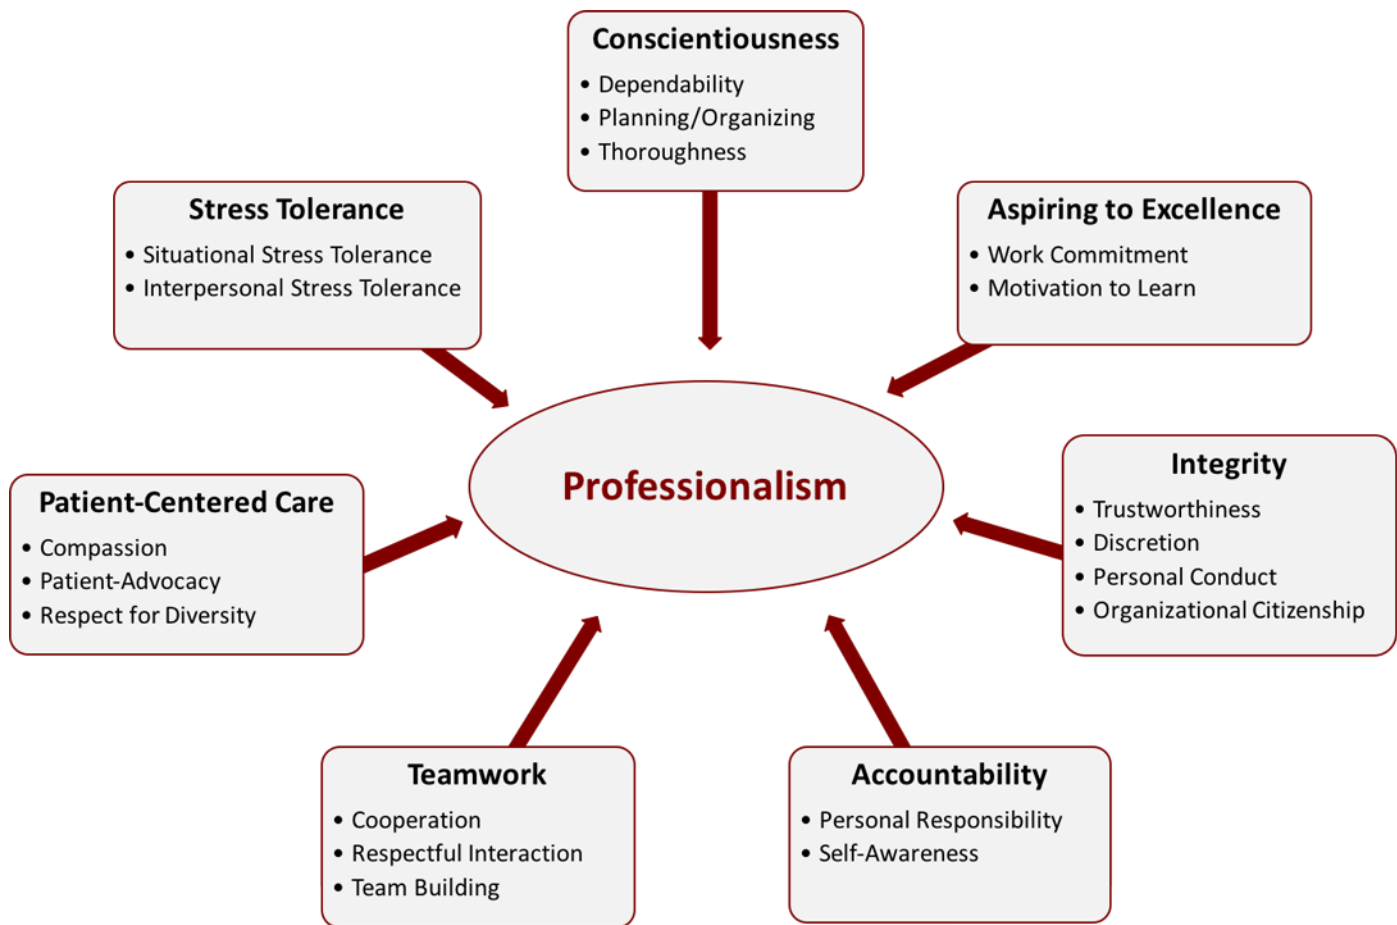 Conscientiousness
• Dependability
• Planning/Organizing
• Thoroughness
Stress Tolerance
• Situational Stress Tolerance
• Interpersonal Stress Tolerance
Aspiring to Excellence
• Work Commitment
• Motivation to Learn
Professionalism
Patient-Centered Care
• Compassion
• Patient-Advocacy
• Respect for Diversity
Integrity
• Trustworthiness
• Discretion
• Personal Conduct
• Organizational Citizenship
Teamwork
• Cooperation
• Respectful Interaction
• Team Building
Accountability
• Personal Responsibility
• Self-Awareness